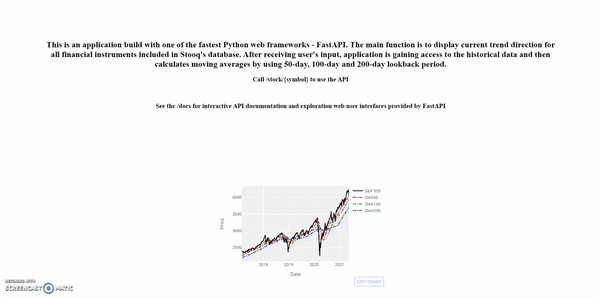 This is an application build with one of the fastest Python web frameworks - FastAPI. The main function is to display current trend direction for
all financial instruments included in Stooq's database. After receiving user's input, application is gaining access to the historical data and then
calculates moving averages by using 50-day, 100-day and 200-day lookback period.
Call /stock/{symbol} to use the API
See the /docs for interactive API documentation and exploration web user interfaces provided by FastAPI
S&P 500
SMA50
SMA100
SMA200
4000
3500
3000
2500
Price
2018 2019 2020 2021
Date
EDIT CHART
RECORDED WITH
SCREENCAST MATIC